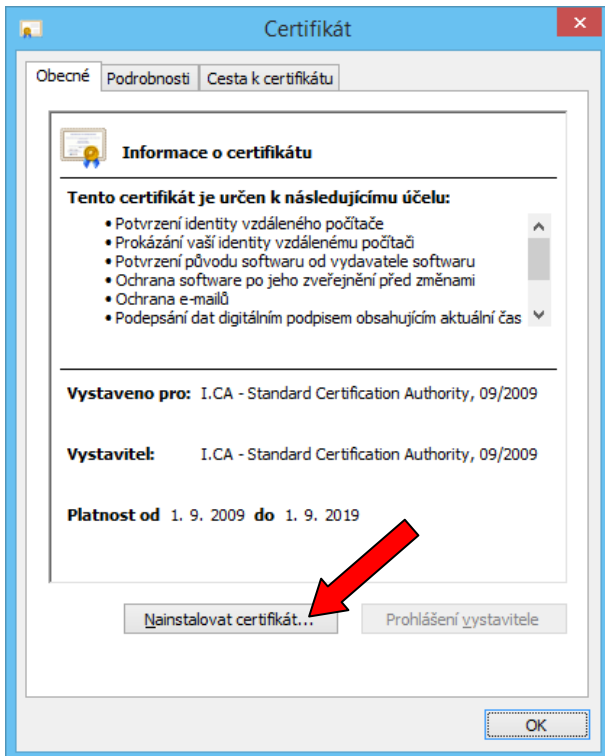 Certifikát
Obecné Podrobnosti Cesta k certifikátu
Informace o certifikátu
Tento certifikát je určen k následujícímu účelu:
• Potvrzení identity vzdáleného počítače
• Prokázání vaší identity vzdálenému počítači
• Potvrzení původu softwaru od vydavatele softwaru
• Ochrana software po jeho zveřejnění před změnami
• Ochrana e-mailů
• Podepsání dat digitálním podpisem obsahujícím aktuální čas
Vystaveno pro: I.CA - Standard Certification Authority, 09/2009
Vystavitel: I.CA - Standard Certification Authority, 09/2009
Platnost od 1. 9. 2009 do 1. 9. 2019
Nainstalovat certifikát... Prohlášení vystavitele
OK